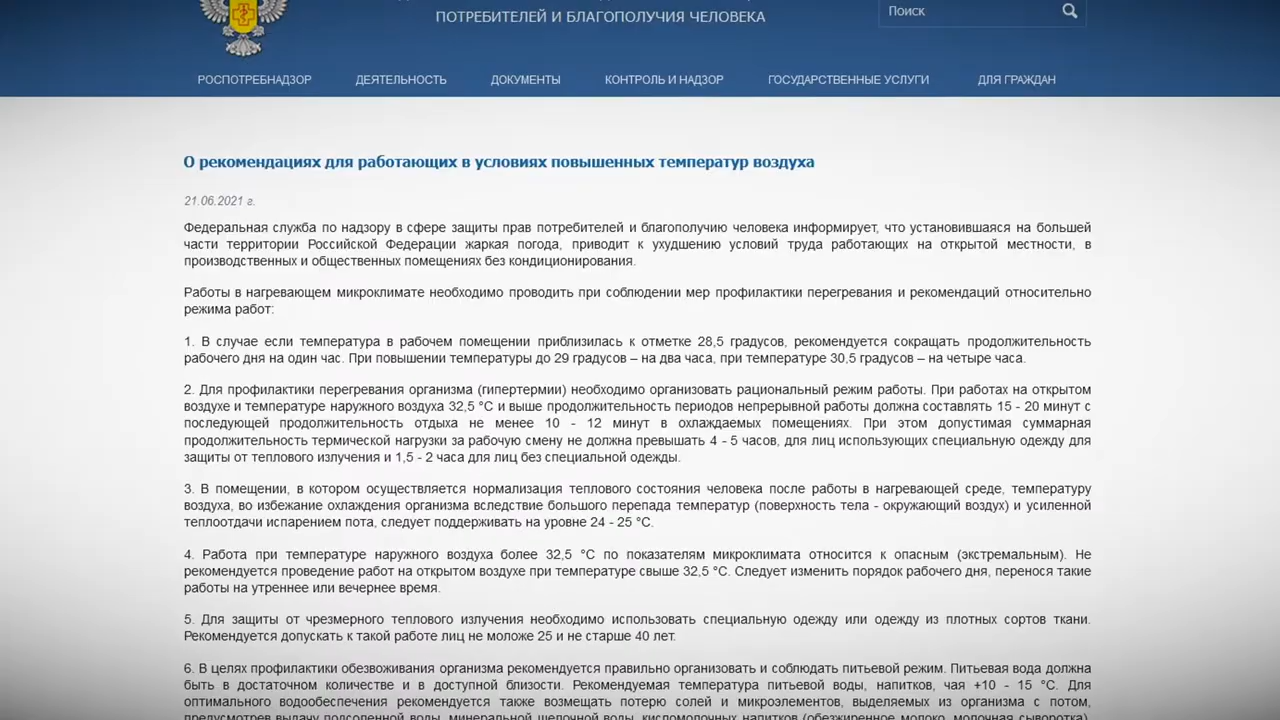 ПОТРЕБИТЕЛЕЙ И БЛАГОПОЛУЧИЯ ЧЕЛОВЕКА
Поиск
РОСПОТРЕБНАДЗОР ДЕЯТЕЛЬНОСТЬ ДОКУМЕНТЫ КОНТРОЛЬ И НАДЗОР ГОСУДАРСТВЕННЫЕ УСЛУГИ ДЛЯ ГРАЖДАН
О рекомендациях для работающих в условиях повышенных температур воздуха
21.06.2021 г.
Федеральная служба по надзору в сфере защиты прав потребителей и благополучию человека информирует, что установившаяся на большей
части территории Российской Федерации жаркая погода, приводит к ухудшению условий труда работающих на открытой местности, в
производственных и общественных помещениях без кондиционирования.
Работы в нагревающем микроклимате необходимо проводить при соблюдении мер профилактики перегревания и рекомендаций относительно
режима работ:
1. В случае если температура в рабочем помещении приблизилась к отметке 28,5 градусов, рекомендуется сокращать продолжительность
рабочего дня на один час. При повышении температуры до 29 градусов – на два часа, при температуре 30,5 градусов – на четыре часа.
2. Для профилактики перегревания организма (гипертермии) необходимо организовать рациональный режим работы. При работах на открытом
воздухе и температуре наружного воздуха 32,5 °С и выше продолжительность периодов непрерывной работы должна составлять 15 - 20 минут с
последующей продолжительность отдыха не менее 10 - 12 минут в охлаждаемых помещениях. При этом допустимая суммарная
продолжительность термической нагрузки за рабочую смену не должна превышать 4 - 5 часов, для лиц использующих специальную одежду для
защиты от теплового излучения и 1,5 - 2 часа для лиц без специальной одежды.
3. В помещении, в котором осуществляется нормализация теплового состояния человека после работы в нагревающей среде, температуру
воздуха, во избежание охлаждения организма вследствие большого перепада температур (поверхность тела - окружающий воздух) и усиленной
теплоотдачи испарением пота, следует поддерживать на уровне 24 - 25 °С.
4. Работа при температуре наружного воздуха более 32,5 °С по показателям микроклимата относится к опасным (экстремальным). Не
рекомендуется проведение работ на открытом воздухе при температуре свыше 32,5 °С. Следует изменить порядок рабочего дня, перенося такие
работы на утреннее или вечернее время.
5. Для защиты от чрезмерного теплового излучения необходимо использовать специальную одежду или одежду из плотных сортов ткани.
Рекомендуется допускать к такой работе лиц не моложе 25 и не старше 40 лет.
6. В целях профилактики обезвоживания организма рекомендуется правильно организовать и соблюдать питьевой режим. Питьевая вода должна
быть в достаточном количестве и в доступной близости. Рекомендуемая температура питьевой воды, напитков, чая +10 - 15 °С. Для
оптимального водообеспечения рекомендуется также возмещать потерю солей и микроэлементов, выделяемых из организма с потом,
предусмотрев выдачу подсоленной воды, минеральной щелочной воды, кисломолочных напитков (обезжиренное молоко, молочная сыворотка),